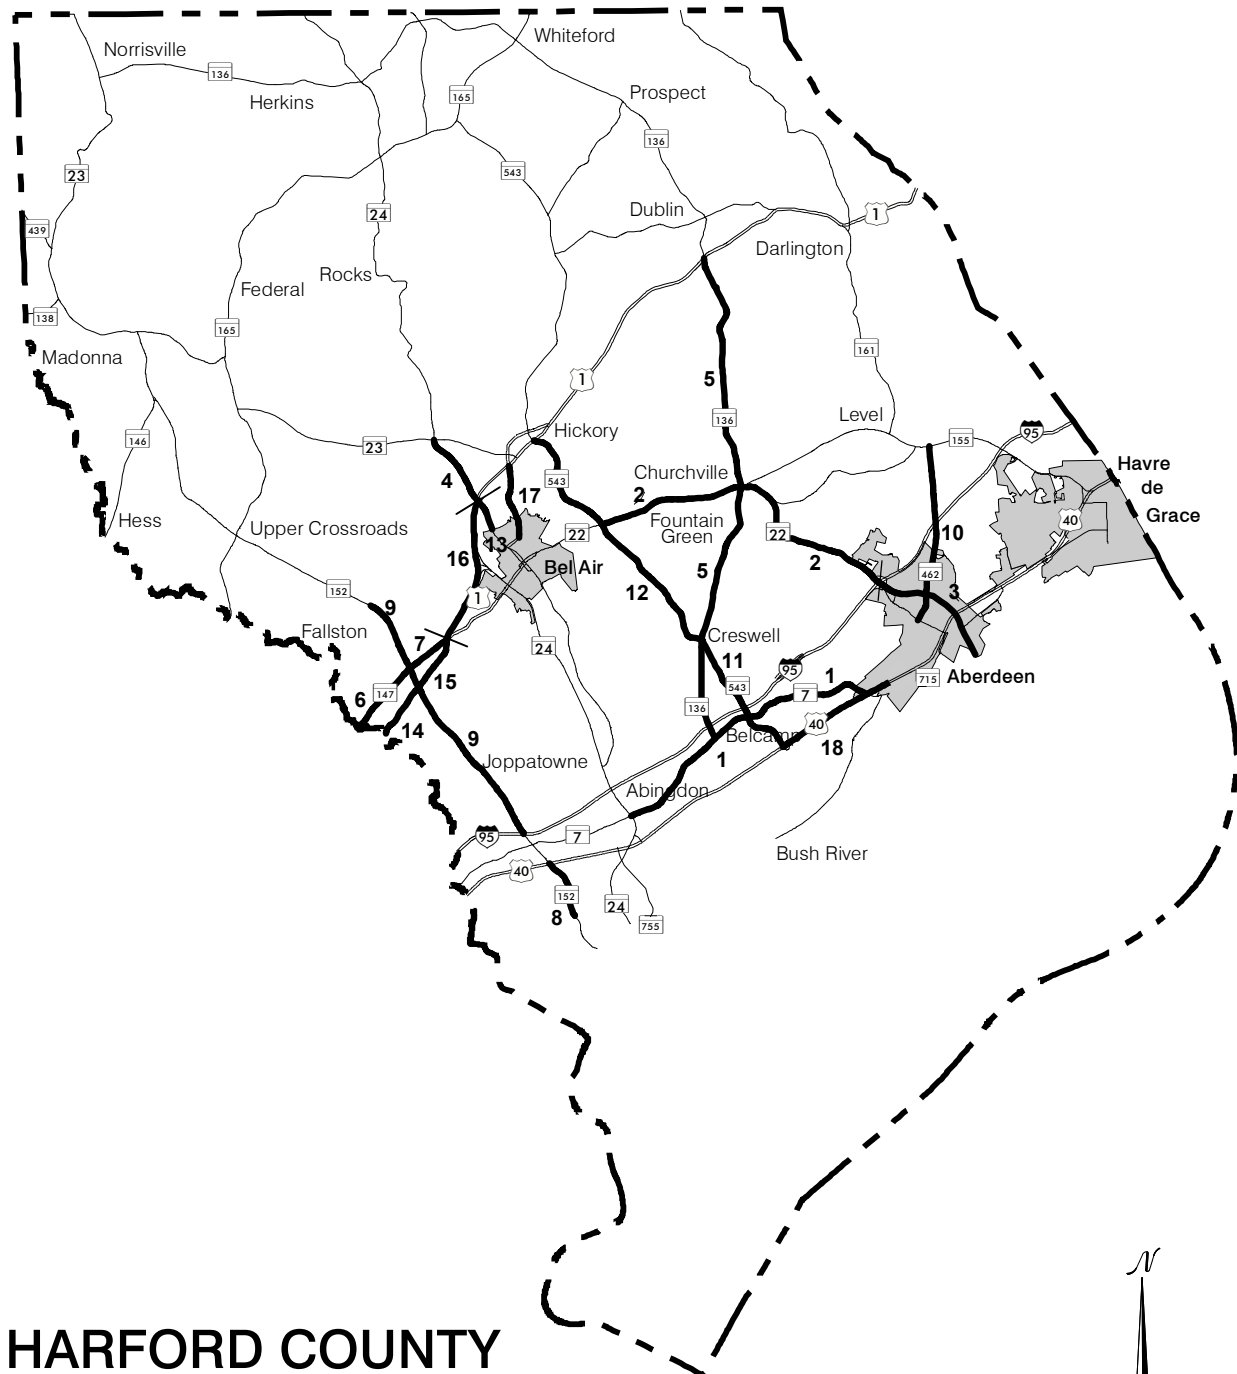 Whiteford
Norrisville
136
Herkins
165
Prospect
136
543
23
24
Dublin
1
439
Darlington
Rocks
Federal
138
165
161
Madonna
1
5
136
Level
Hickory
146
23
155
95
Havre
de
Grace
4
543
Churchville
17
2
Hess
Upper Crossroads
Fountain
Green
22
22
40
10
13
16
Bel Air
2
5
462
12
3
152
9
1
Fallston
7
24
Creswell
11
95
15
543
1
7
715
Aberdeen
6
147
136
14
9
Belcamp
40
18
1
Joppatowne
Abingdon
95
7
40
Bush River
152
8
24
755
N
HARFORD COUNTY